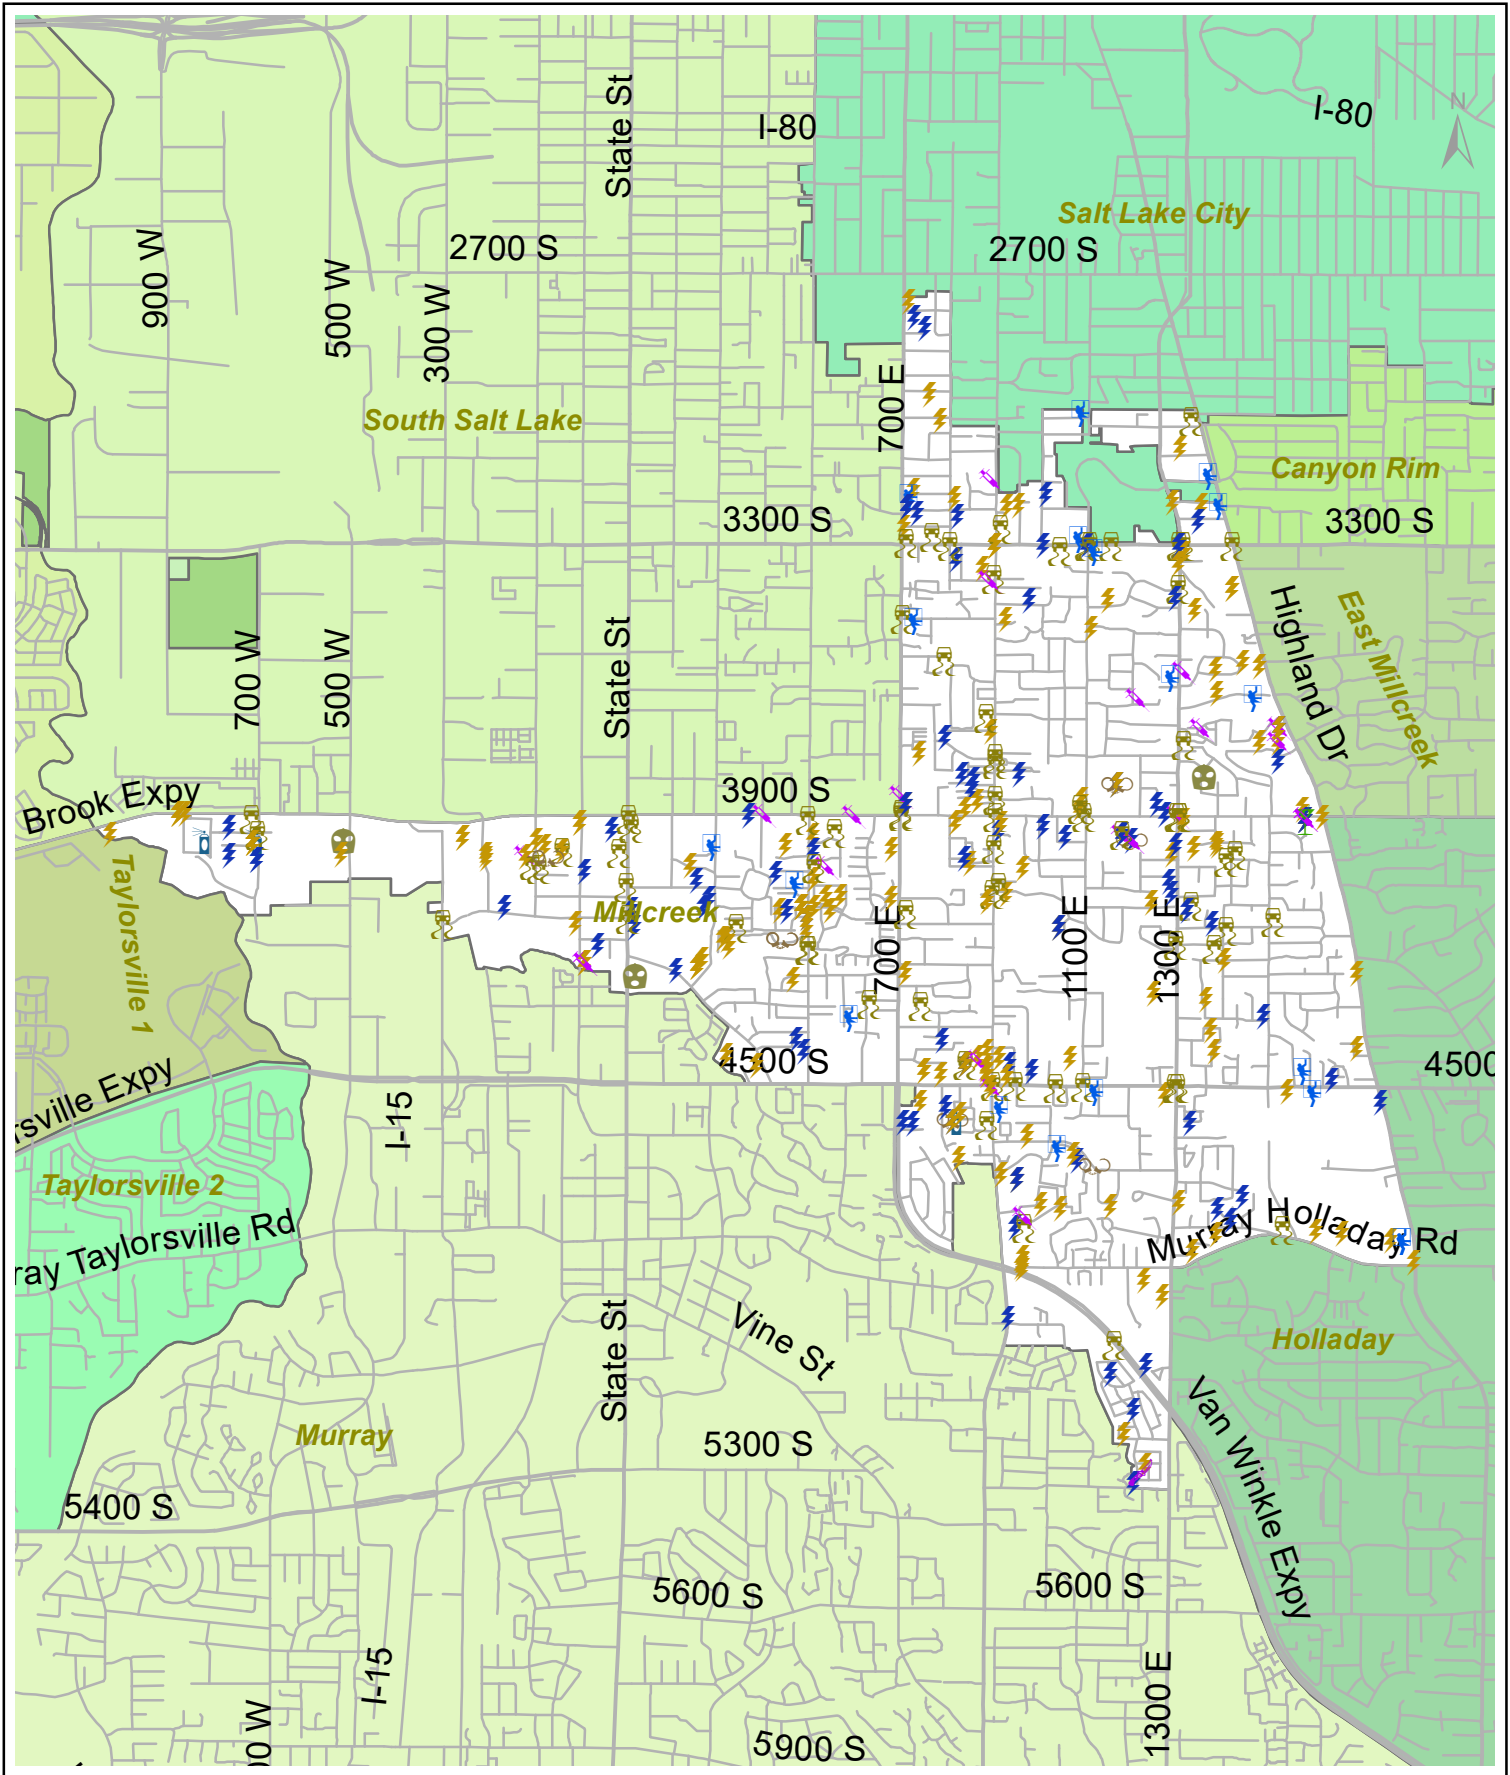 State St
I-80
I-80
N
Salt Lake City
900 W
2700 S
2700 S
500 W
300 W
700 E
South Salt Lake
Canyon Rim
3300 S
3300 S
Highland Dr
East Millcreek
700 W
500 W
State St
Brook Expy
3900 S
Taylorsville 1
Millcreek
700 E
1100 E
1300 E
4500 S
4500
rsville Expy
I-15
Taylorsville 2
ray Taylorsville Rd
Murray Holladay Rd
State St
Vine St
Holladay
Van Winkle Expy
Murray
5300 S
5400 S
5600 S
5600 S
I-15
1300 E
00 W
5900 S